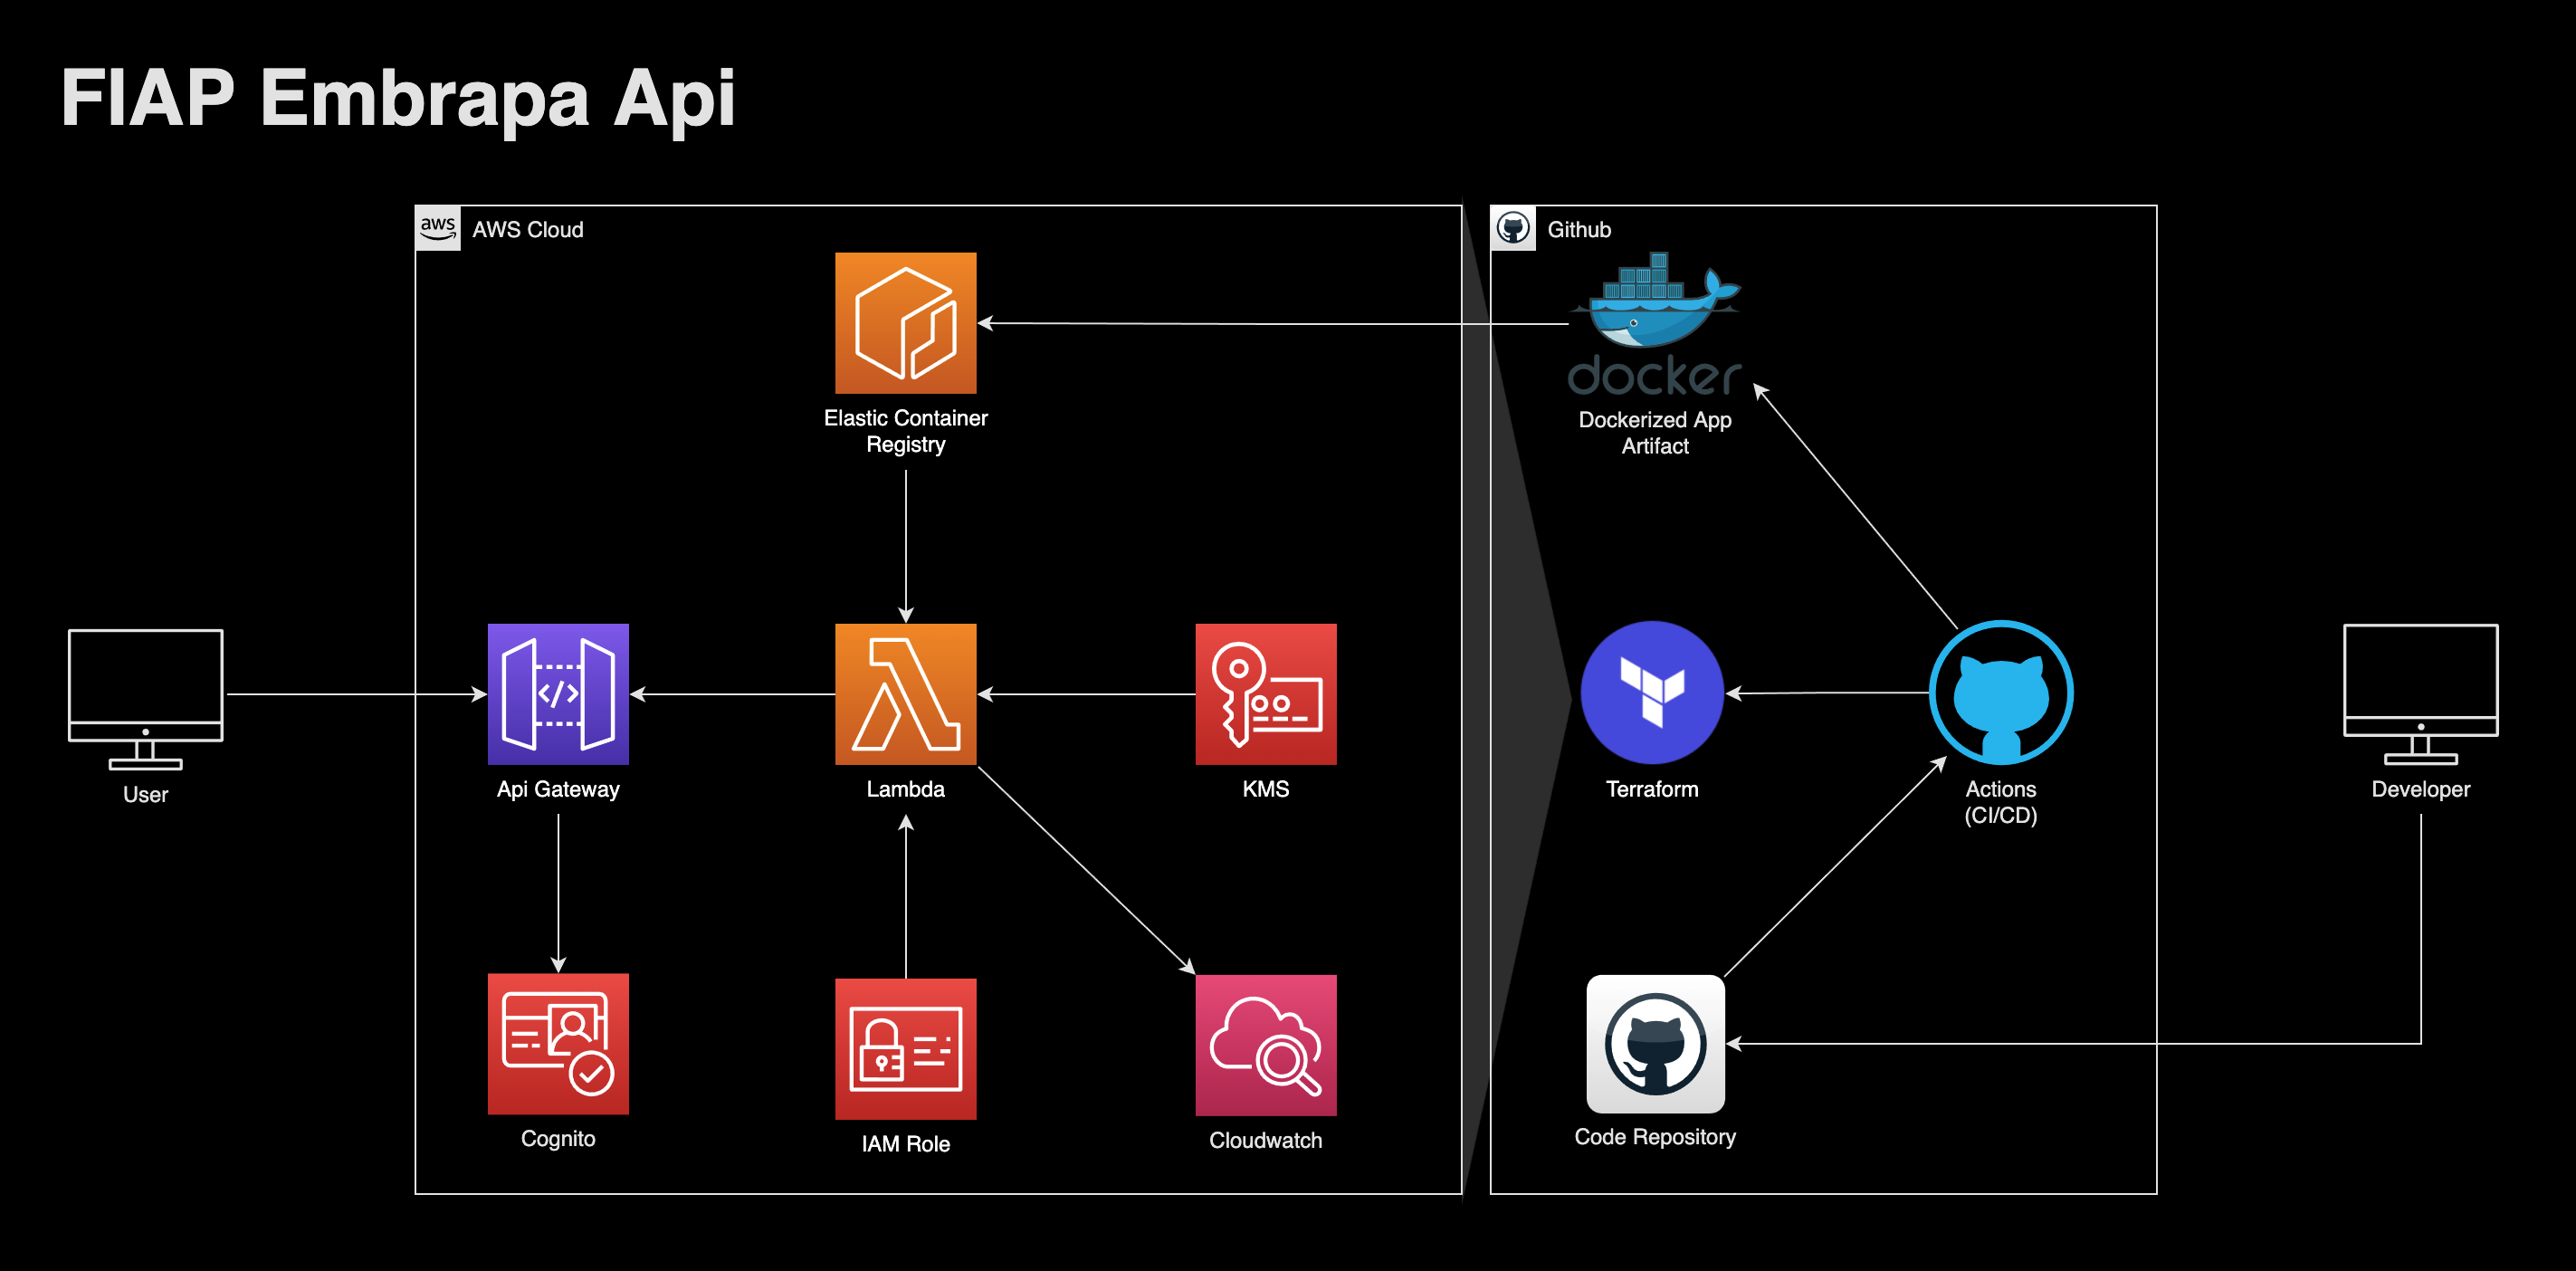 FIAP Embrapa Api
aws
AWS Cloud
Github
docker
Elastic Container
Registry
Dockerized App
Artifact
</>
User
Api Gateway
Lambda
KMS
Terraform
Actions
(CI/CD)
Developer
Cognito
IAM Role
Cloudwatch
Code Repository